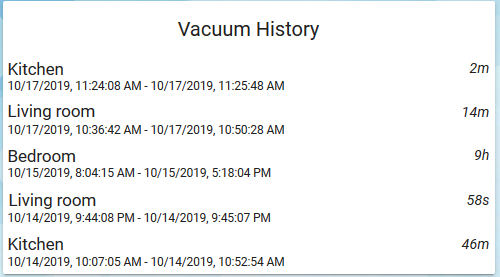 Vacuum History
Kitchen 2m
10/17/2019, 11:24:08 AM - 10/17/2019, 11:25:48 AM
Living room 14m
10/17/2019, 10:36:42 AM - 10/17/2019, 10:50:28 AM
Bedroom 9h
10/15/2019, 8:04:15 AM - 10/15/2019, 5:18:04 PM
Living room 58s
10/14/2019, 9:44:08 PM - 10/14/2019, 9:45:07 PM
Kitchen 46m
10/14/2019, 10:07:05 AM - 10/14/2019, 10:52:54 AM